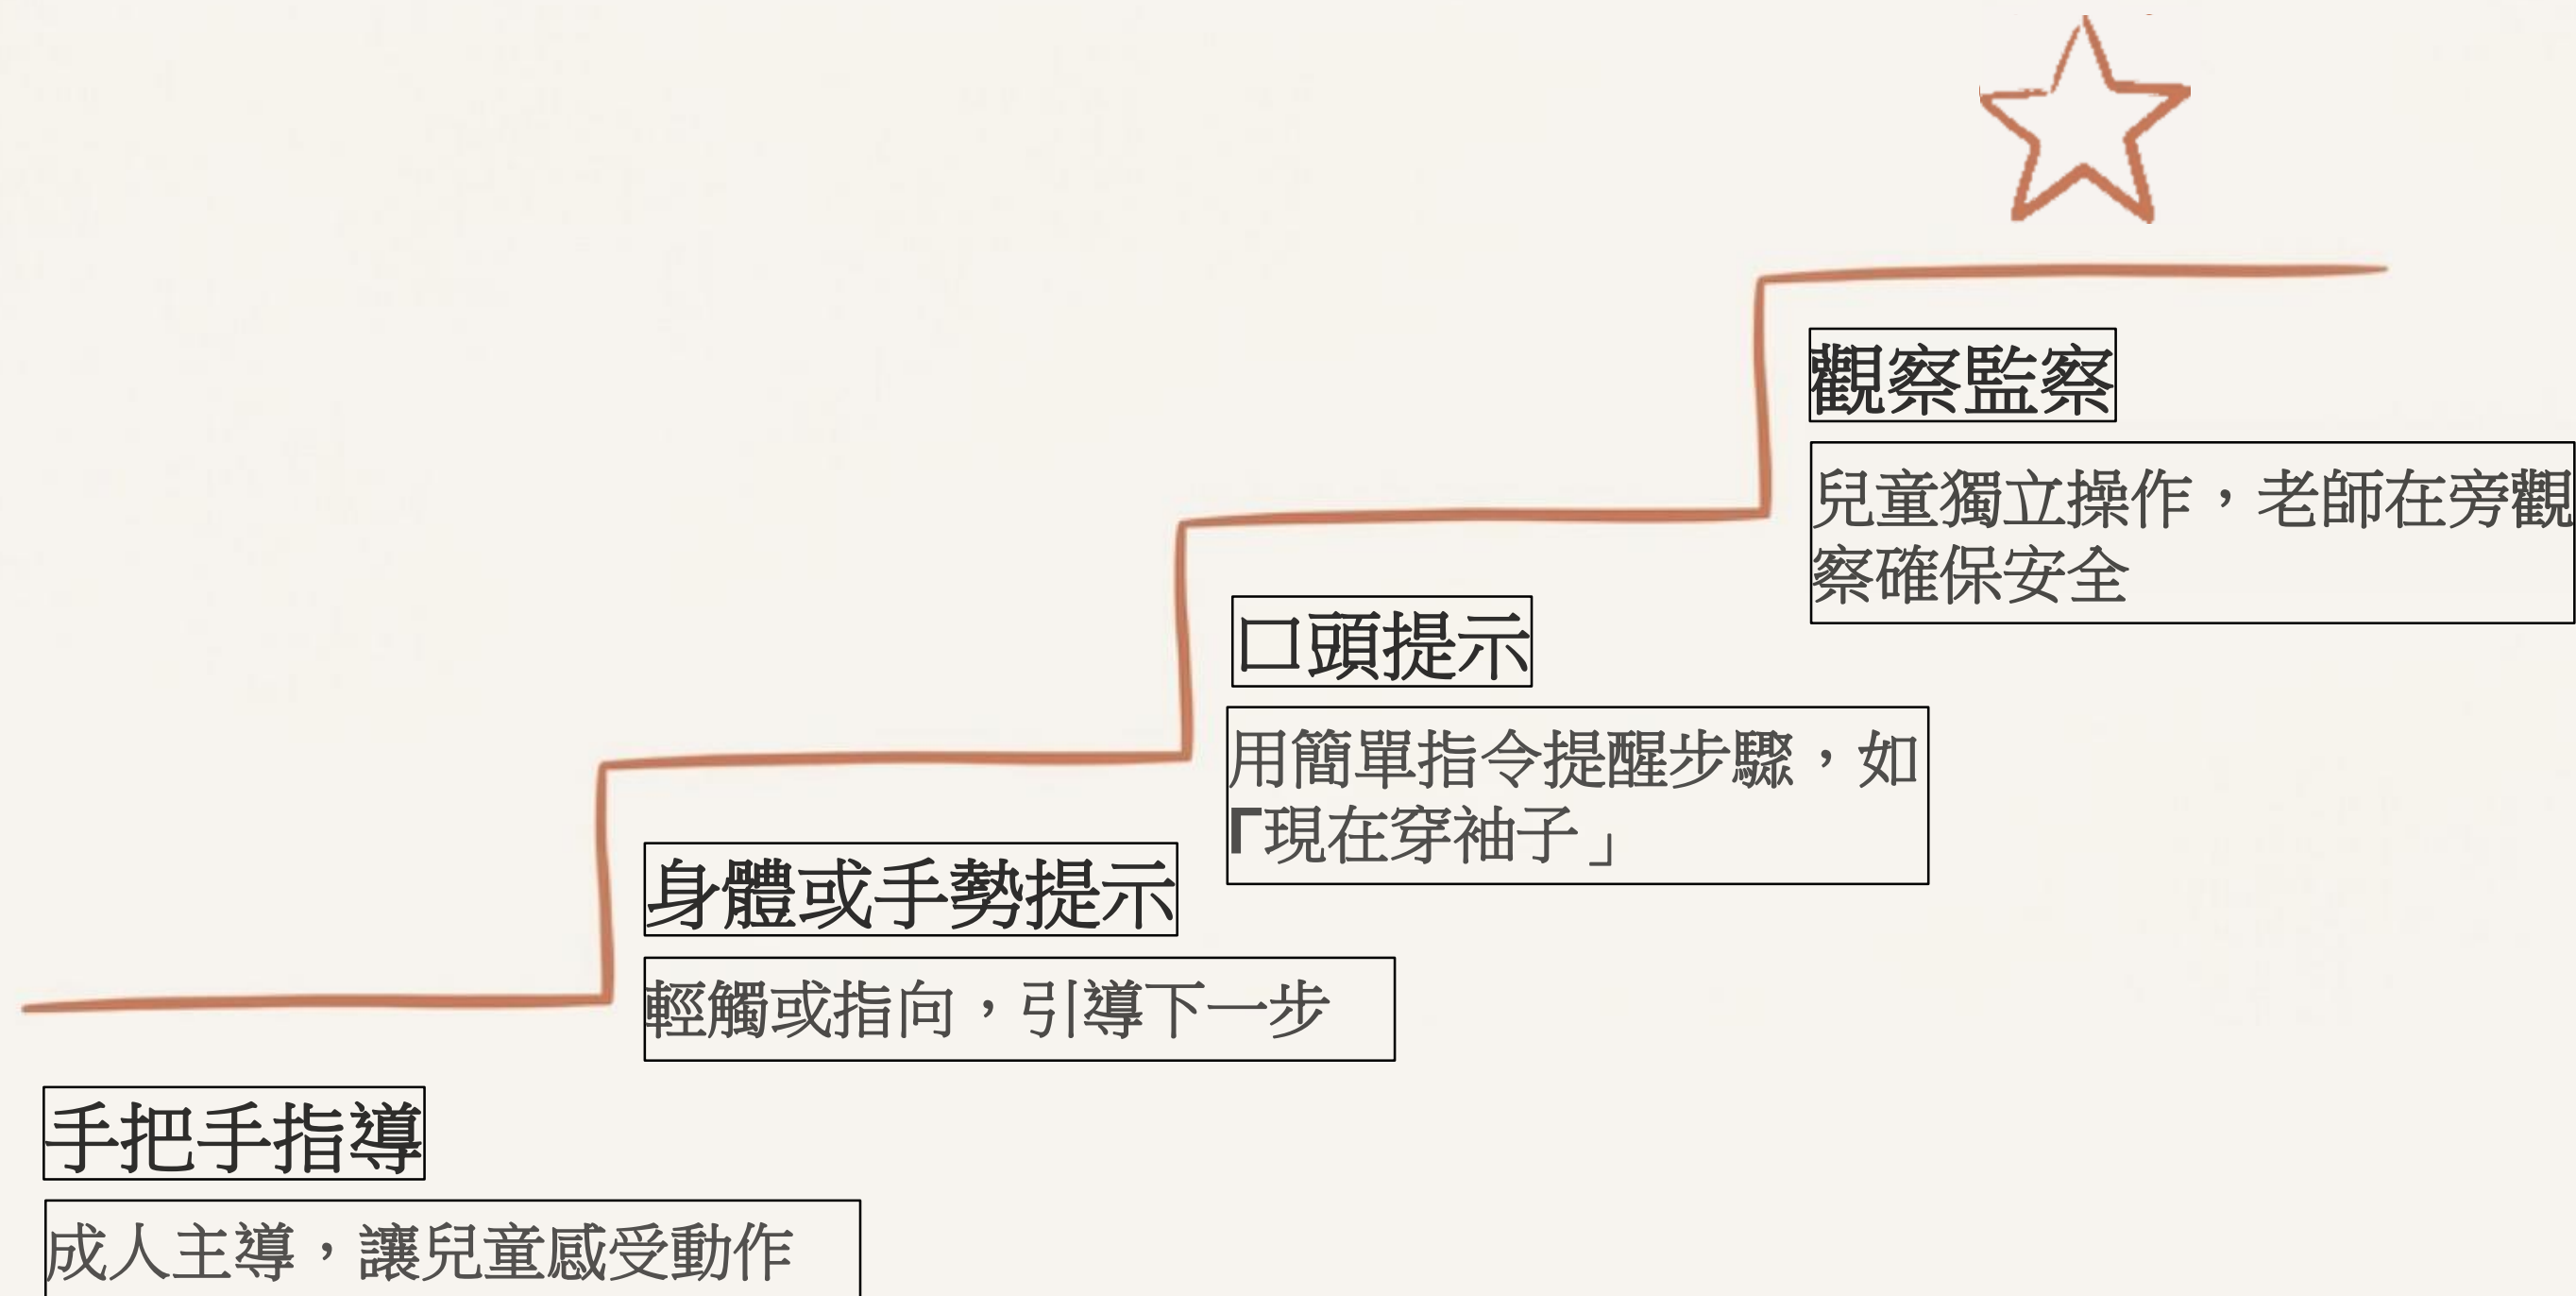 觀察監察
兒童獨立操作，老師在旁觀
察確保安全
口頭提示
用簡單指令提醒步驟，如
「現在穿袖子」
身體或手勢提示
輕觸或指向，引導下一步
手把手指導
成人主導，讓兒童感受動作